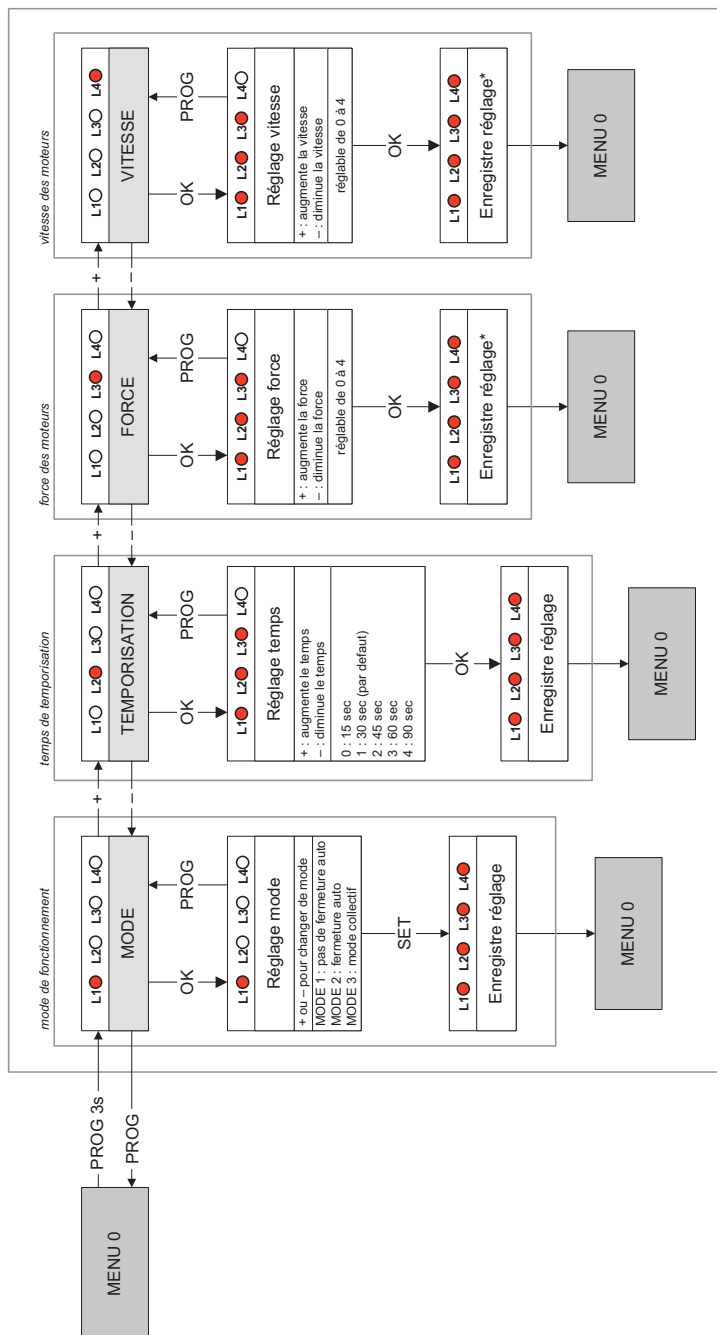 MENU 0
PROG 3s
PROG
mode de fonctionnement
L1 L2 L3 L4
MODE
OK
PROG
L1 L2 L3 L4
Réglage mode
+ ou – pour changer de mode
MODE 1 : pas de fermeture auto
MODE 2 : fermeture auto
MODE 3 : mode collectif
SET
L1 L2 L3 L4
Enregistre réglage
MENU 0
+
–
temps de temporisation
L1 L2 L3 L4
TEMPORISATION
OK
PROG
L1 L2 L3 L4
Réglage temps
+ : augmente le temps
– : diminue le temps
0 : 15 sec
1 : 30 sec (par defaut)
2 : 45 sec
3 : 60 sec
4 : 90 sec
OK
L1 L2 L3 L4
Enregistre réglage
MENU 0
+
–
force des moteurs
L1 L2 L3 L4
FORCE
OK
PROG
L1 L2 L3 L4
Réglage force
+ : augmente la force
– : diminue la force
réglable de 0 à 4
OK
L1 L2 L3 L4
Enregistre réglage*
MENU 0
+
–
vitesse des moteurs
L1 L2 L3 L4
VITESSE
OK
PROG
L1 L2 L3 L4
Réglage vitesse
+ : augmente la vitesse
– : diminue la vitesse
réglable de 0 à 4
OK
L1 L2 L3 L4
Enregistre réglage*
MENU 0